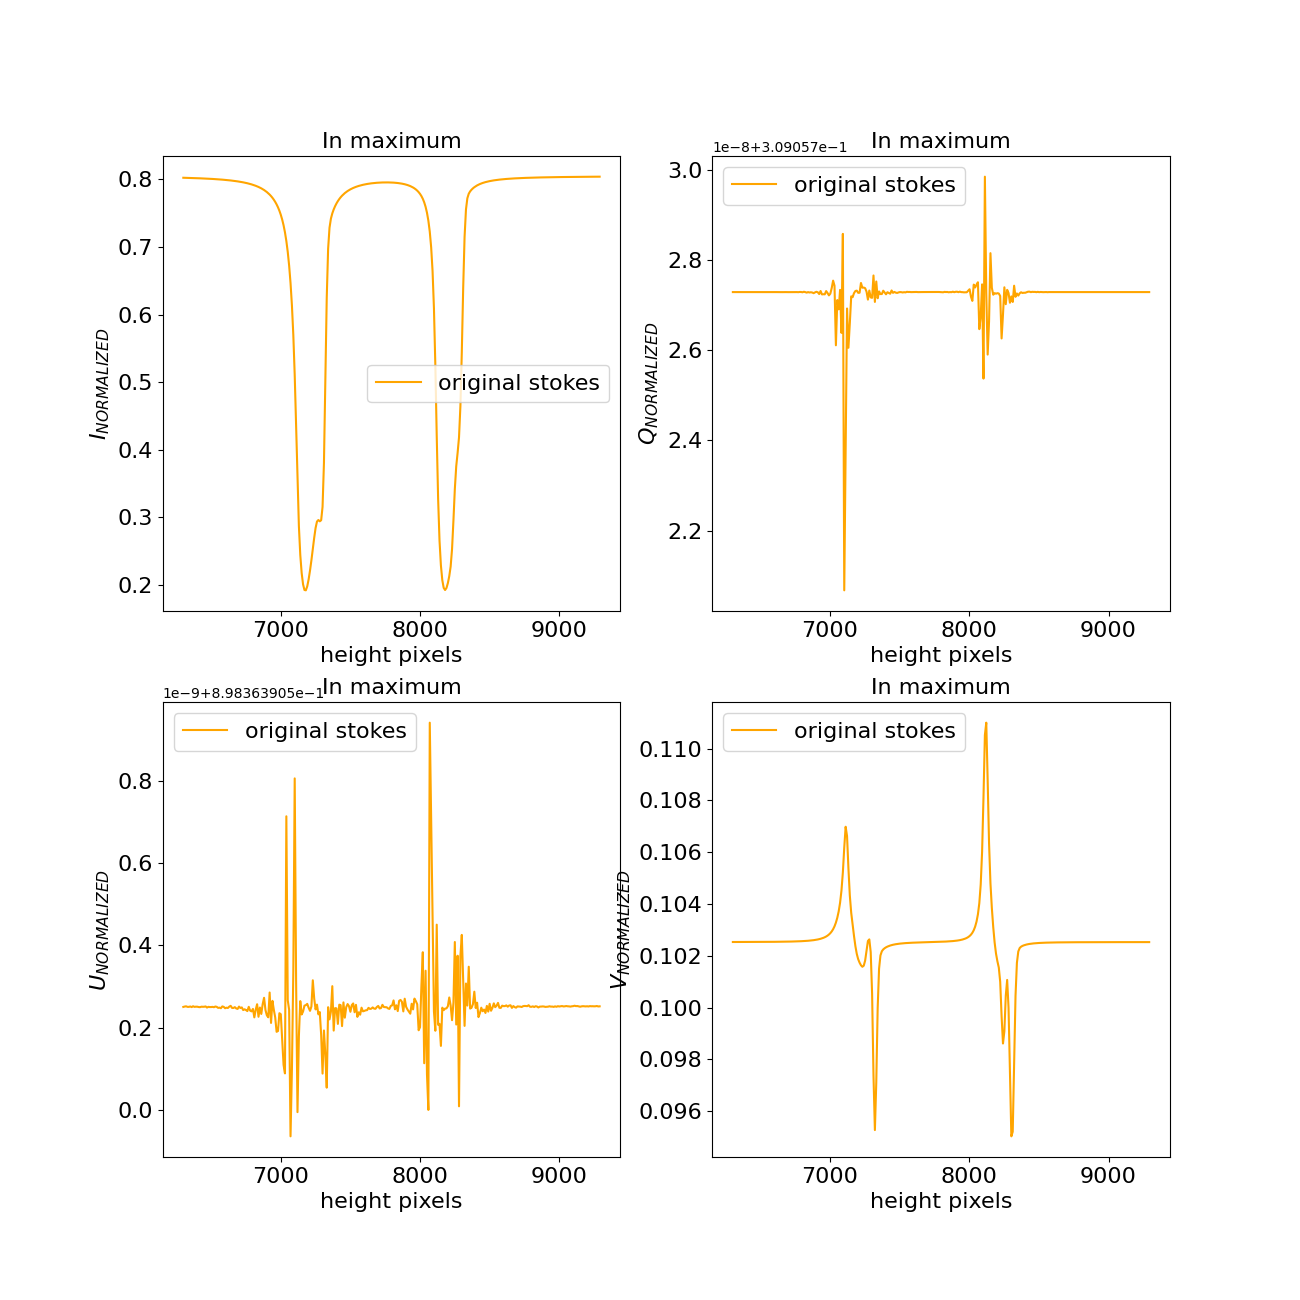 In maximum
0.8
0.7
0.6
0.5
0.4
0.3
0.2
I_NORMALIZED
original stokes
7000 8000 9000
height pixels
In maximum
1e−8+3.09057e−1
3.0
2.8
2.6
2.4
2.2
Q_NORMALIZED
original stokes
7000 8000 9000
height pixels
In maximum
1e−9+8.98363905e−1
0.8
0.6
0.4
0.2
0.0
U_NORMALIZED
original stokes
7000 8000 9000
height pixels
In maximum
0.110
0.108
0.106
0.104
0.102
0.100
0.098
0.096
V_NORMALIZED
original stokes
7000 8000 9000
height pixels